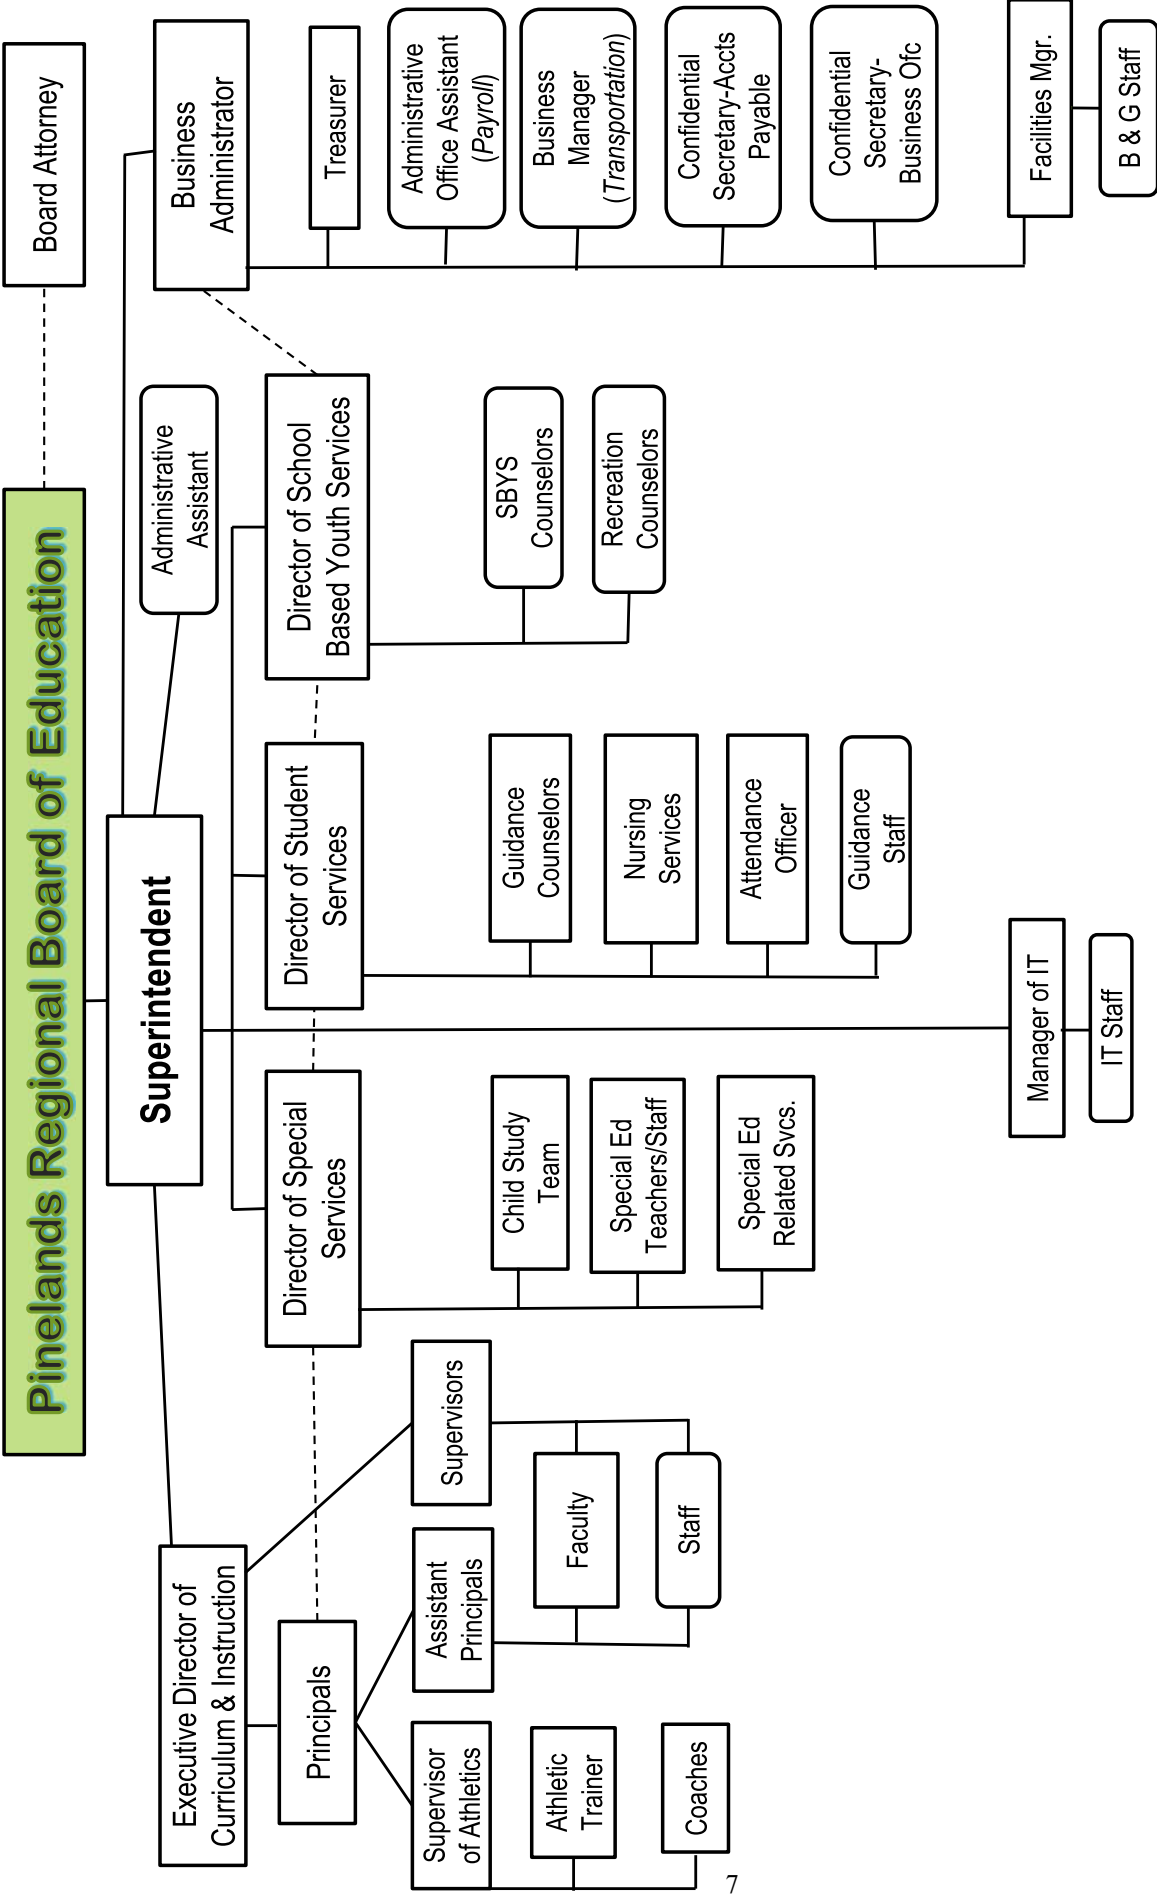 Pinelands Regional Board of Education
Board Attorney
Superintendent
Administrative
Assistant
Business
Administrator
Executive Director of
Curriculum & Instruction
Principals
Director of Special
Services
Director of Student
Services
Director of School
Based Youth Services
Supervisor
of Athletics
Athletic
Trainer
Coaches
Assistant
Principals
Supervisors
Faculty
Staff
Child Study
Team
Special Ed
Teachers/Staff
Special Ed
Related Svcs.
Guidance
Counselors
Nursing
Services
Attendance
Officer
Guidance
Staff
SBYS
Counselors
Recreation
Counselors
Treasurer
Administrative
Office Assistant
(Payroll)
Business
Manager
(Transportation)
Confidential
Secretary-Accts
Payable
Confidential
Secretary-
Business Ofc
Facilities Mgr.
B & G Staff
Manager of IT
IT Staff
7